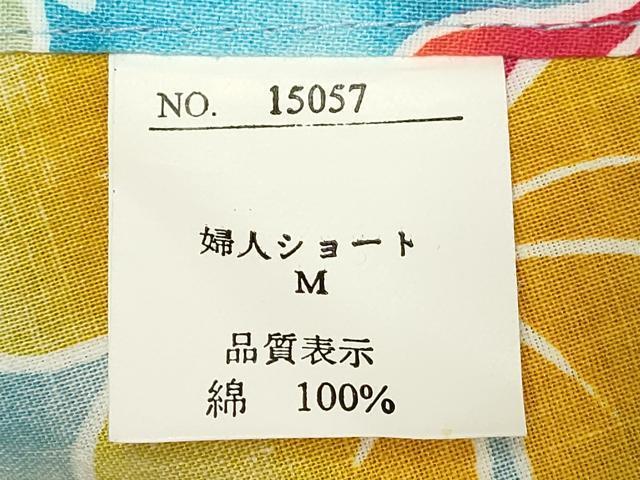 NO. 15057
婦人ショート
M
品質表示
綿 100%